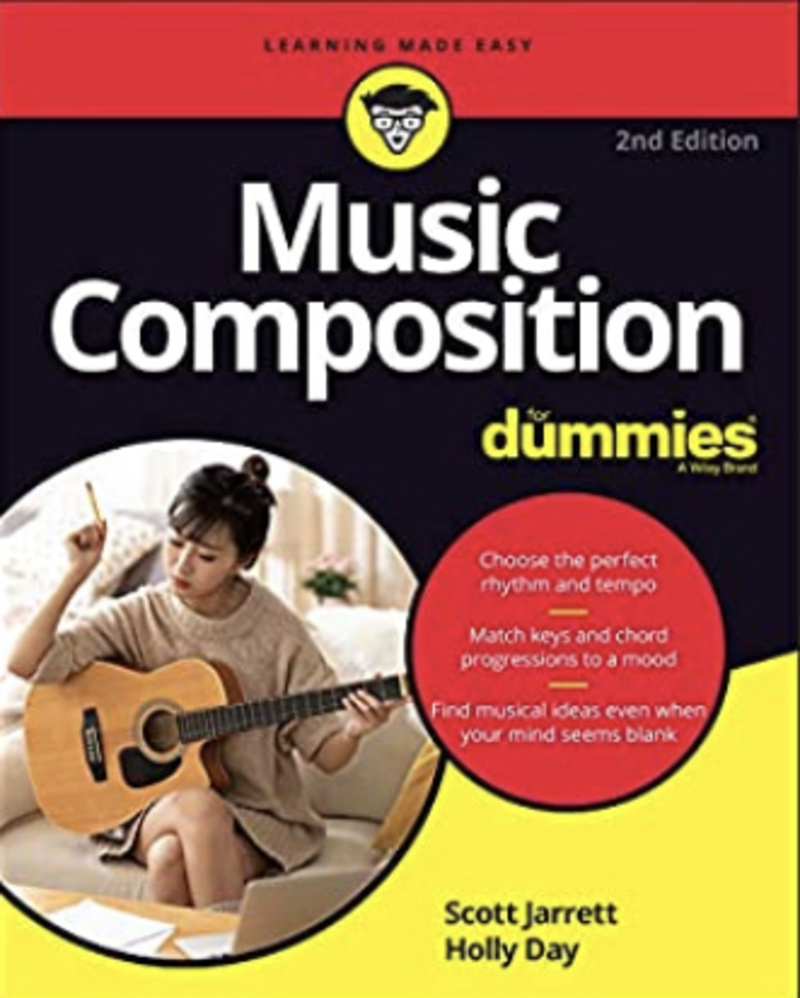 LEARNING MADE EASY
2nd Edition
Music
Composition
for
dummies®
A Wiley Brand
Choose the perfect
rhythm and tempo
Match keys and chord
progressions to a mood
Find musical ideas even when
your mind seems blank
Scott Jarrett
Holly Day